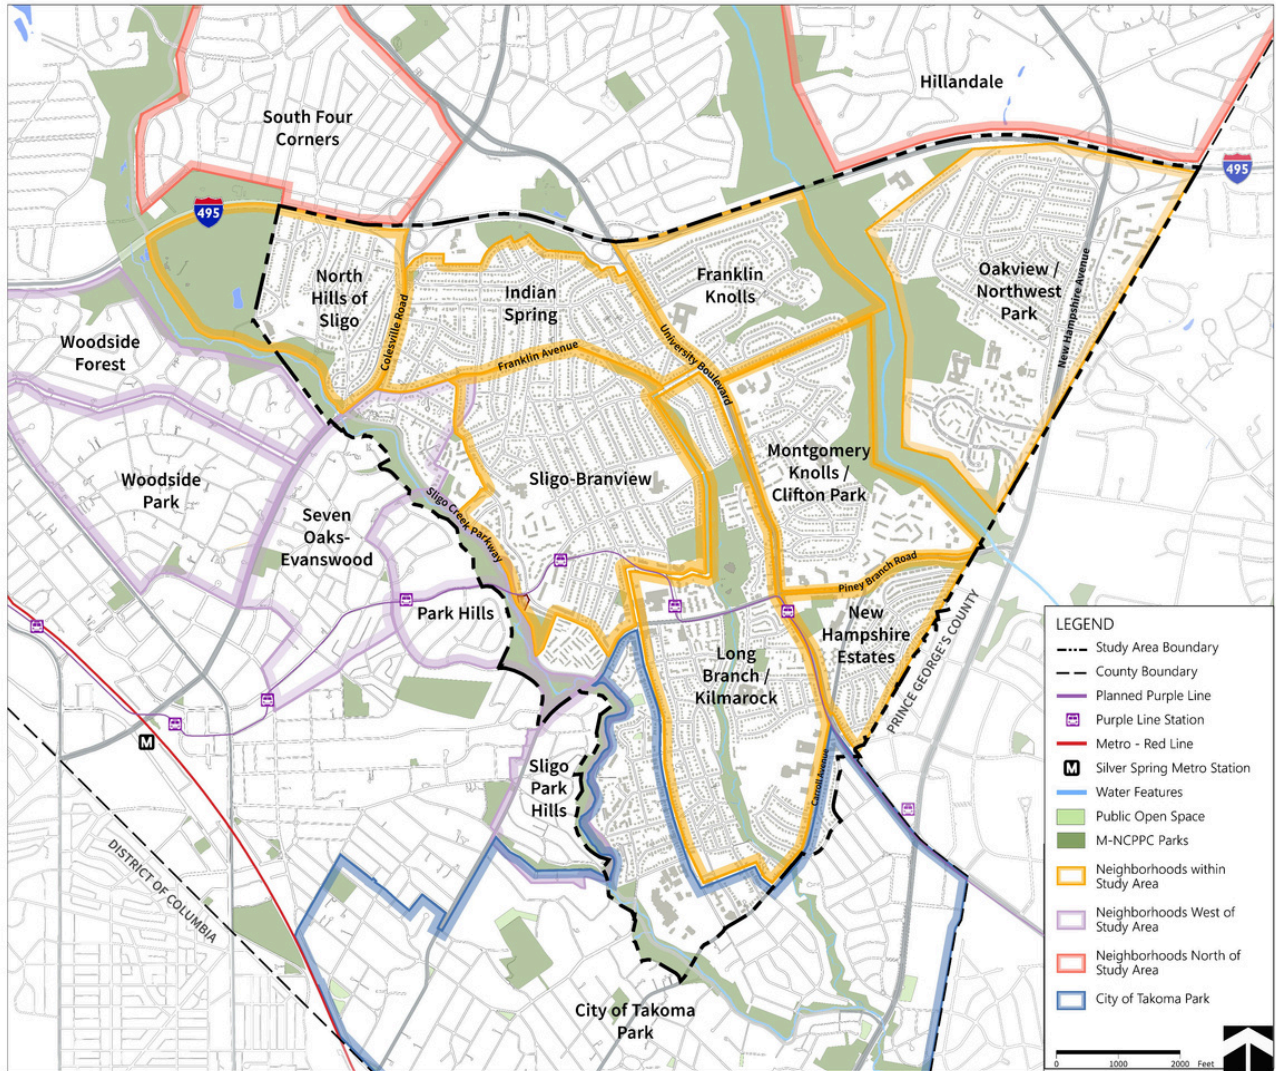 Hillandale
South Four
Corners
495
495
North
Hills of
Sligo
Colesville Road
Indian
Spring
Franklin
Knolls
Oakview /
Northwest
Park
New Hampshire Avenue
Woodside
Forest
Franklin Avenue
University Boulevard
Woodside
Park
Sligo-Branview
Montgomery
Knolls /
Clifton Park
Seven
Oaks-
Evanswood
Sligo Creek Parkway
Piney Branch Road
Park Hills
New
Hampshire
Estates
Long
Branch /
Kilmarock
PRINCE GEORGE'S COUNTY
M
Sligo
Park
Hills
Carroll Avenue
DISTRICT OF COLUMBIA
City of Takoma
Park
LEGEND
Study Area Boundary
County Boundary
Planned Purple Line
Purple Line Station
Metro - Red Line
M
Silver Spring Metro Station
Water Features
Public Open Space
M-NCPPC Parks
Neighborhoods within
Study Area
Neighborhoods West of
Study Area
Neighborhoods North of
Study Area
City of Takoma Park
0 1000 2000 Feet